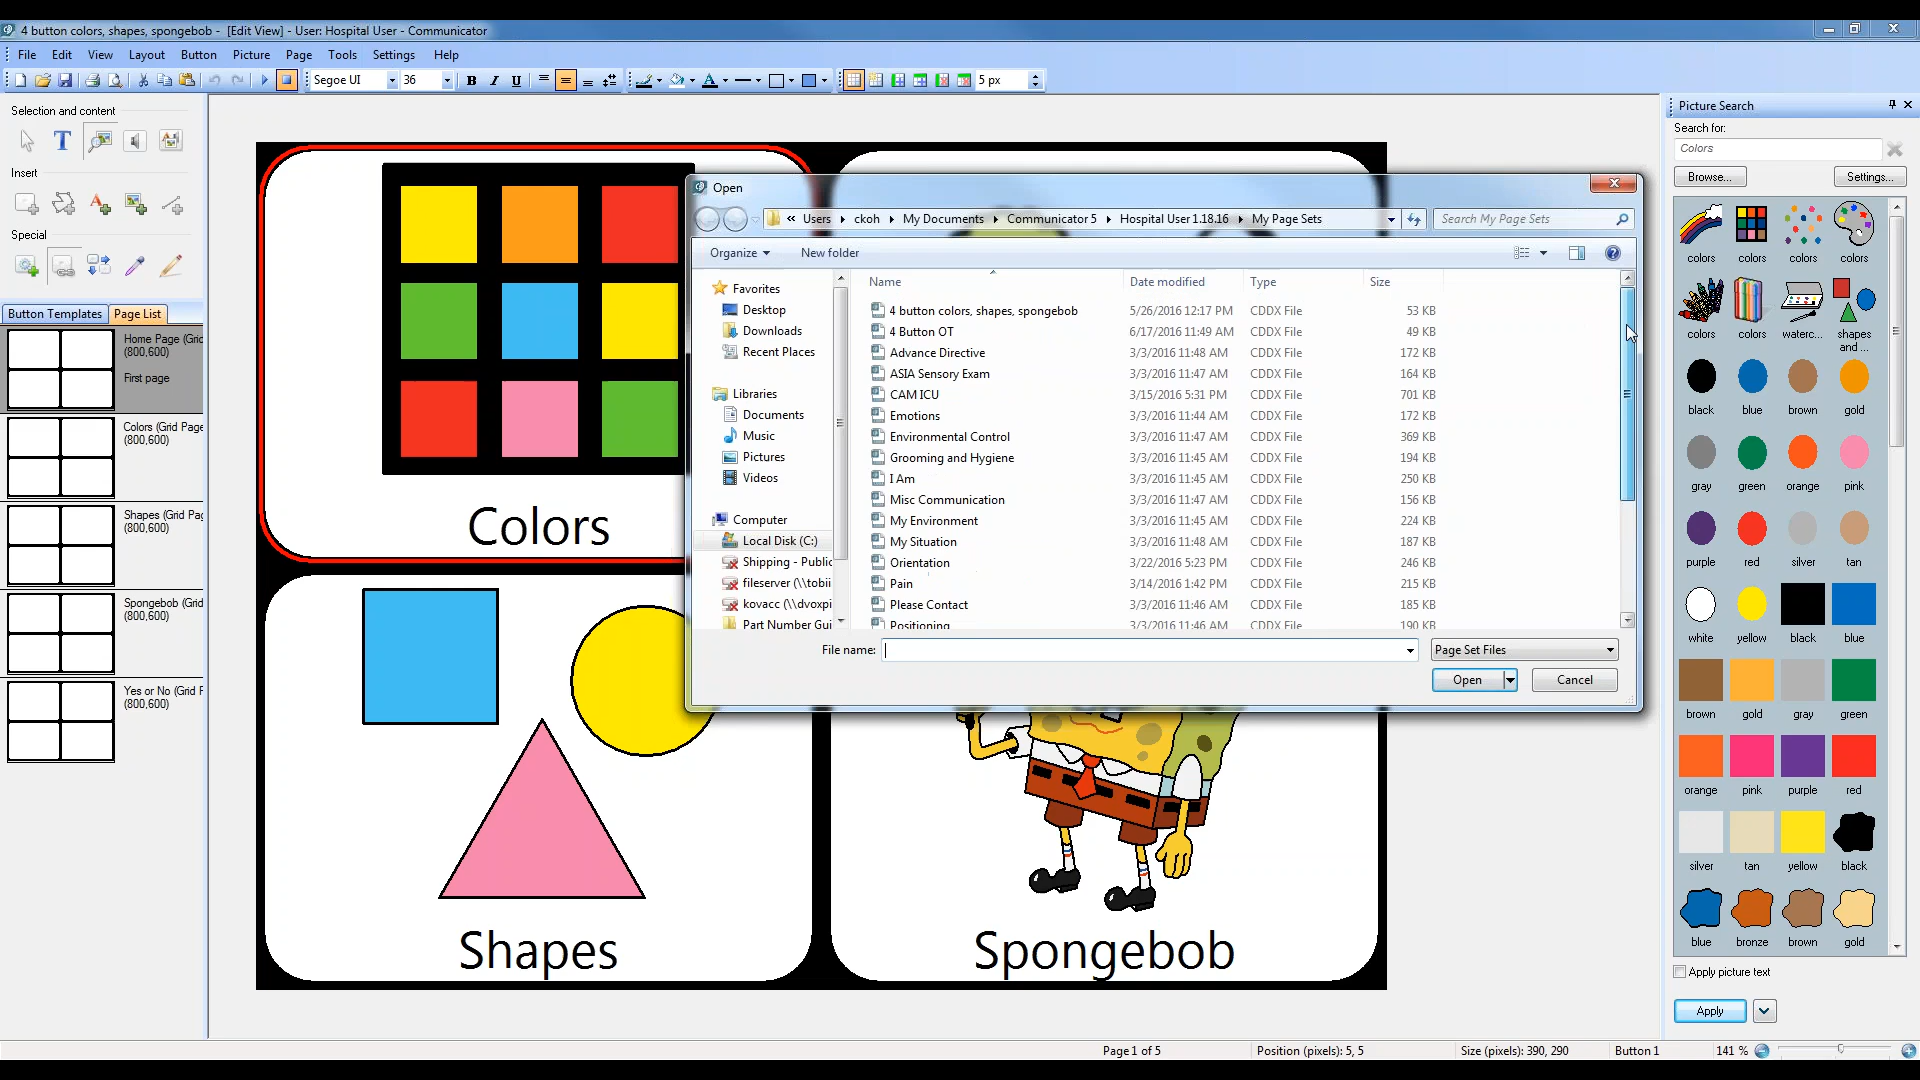 4 button colors, shapes, spongebob - [Edit View] - User: Hospital User - Communicator
File Edit View Layout Button Picture Page Tools Settings Help
Segoe UI 36 B I U A 5 px
Selection and content
T
Insert
Special
Button Templates Page List
Home Page (Grid
(800,600)
First page
Colors (Grid Page
(800,600)
Shapes (Grid Pag
(800,600)
Spongebob (Grid
(800,600)
Yes or No (Grid P
(800,600)
Colors
Shapes
Spongebob
Open
« Users ckoh My Documents Communicator 5 Hospital User 1.18.16 My Page Sets
Search My Page Sets
Organize New folder
Favorites
Desktop
Downloads
Recent Places
Libraries
Documents
Music
Pictures
Videos
Computer
Local Disk (C:)
Shipping - Public
fileserver (\\tobii
kovacc (\\dvoxpi
Part Number Gui
Name Date modified Type Size
4 button colors, shapes, spongebob 5/26/2016 12:17 PM CDDX File 53 KB
4 Button OT 6/17/2016 11:49 AM CDDX File 49 KB
Advance Directive 3/3/2016 11:48 AM CDDX File 172 KB
ASIA Sensory Exam 3/3/2016 11:47 AM CDDX File 164 KB
CAM ICU 3/15/2016 5:31 PM CDDX File 701 KB
Emotions 3/3/2016 11:44 AM CDDX File 172 KB
Environmental Control 3/3/2016 11:47 AM CDDX File 369 KB
Grooming and Hygiene 3/3/2016 11:45 AM CDDX File 194 KB
I Am 3/3/2016 11:45 AM CDDX File 250 KB
Misc Communication 3/3/2016 11:47 AM CDDX File 156 KB
My Environment 3/3/2016 11:45 AM CDDX File 224 KB
My Situation 3/3/2016 11:48 AM CDDX File 187 KB
Orientation 3/22/2016 5:23 PM CDDX File 246 KB
Pain 3/14/2016 1:42 PM CDDX File 215 KB
Please Contact 3/3/2016 11:46 AM CDDX File 185 KB
Positioning 3/3/2016 11:46 AM CDDX File 190 KB
File name: Page Set Files
Open Cancel
Picture Search
Search for:
Colors
Browse... Settings...
colors colors colors colors
colors colors waterc... shapes and ...
black blue brown gold
gray green orange pink
purple red silver tan
white yellow black blue
brown gold gray green
orange pink purple red
silver tan yellow black
blue bronze brown gold
Apply picture text
Apply
Page 1 of 5 Position (pixels): 5, 5 Size (pixels): 390, 290 Button 1 141 %